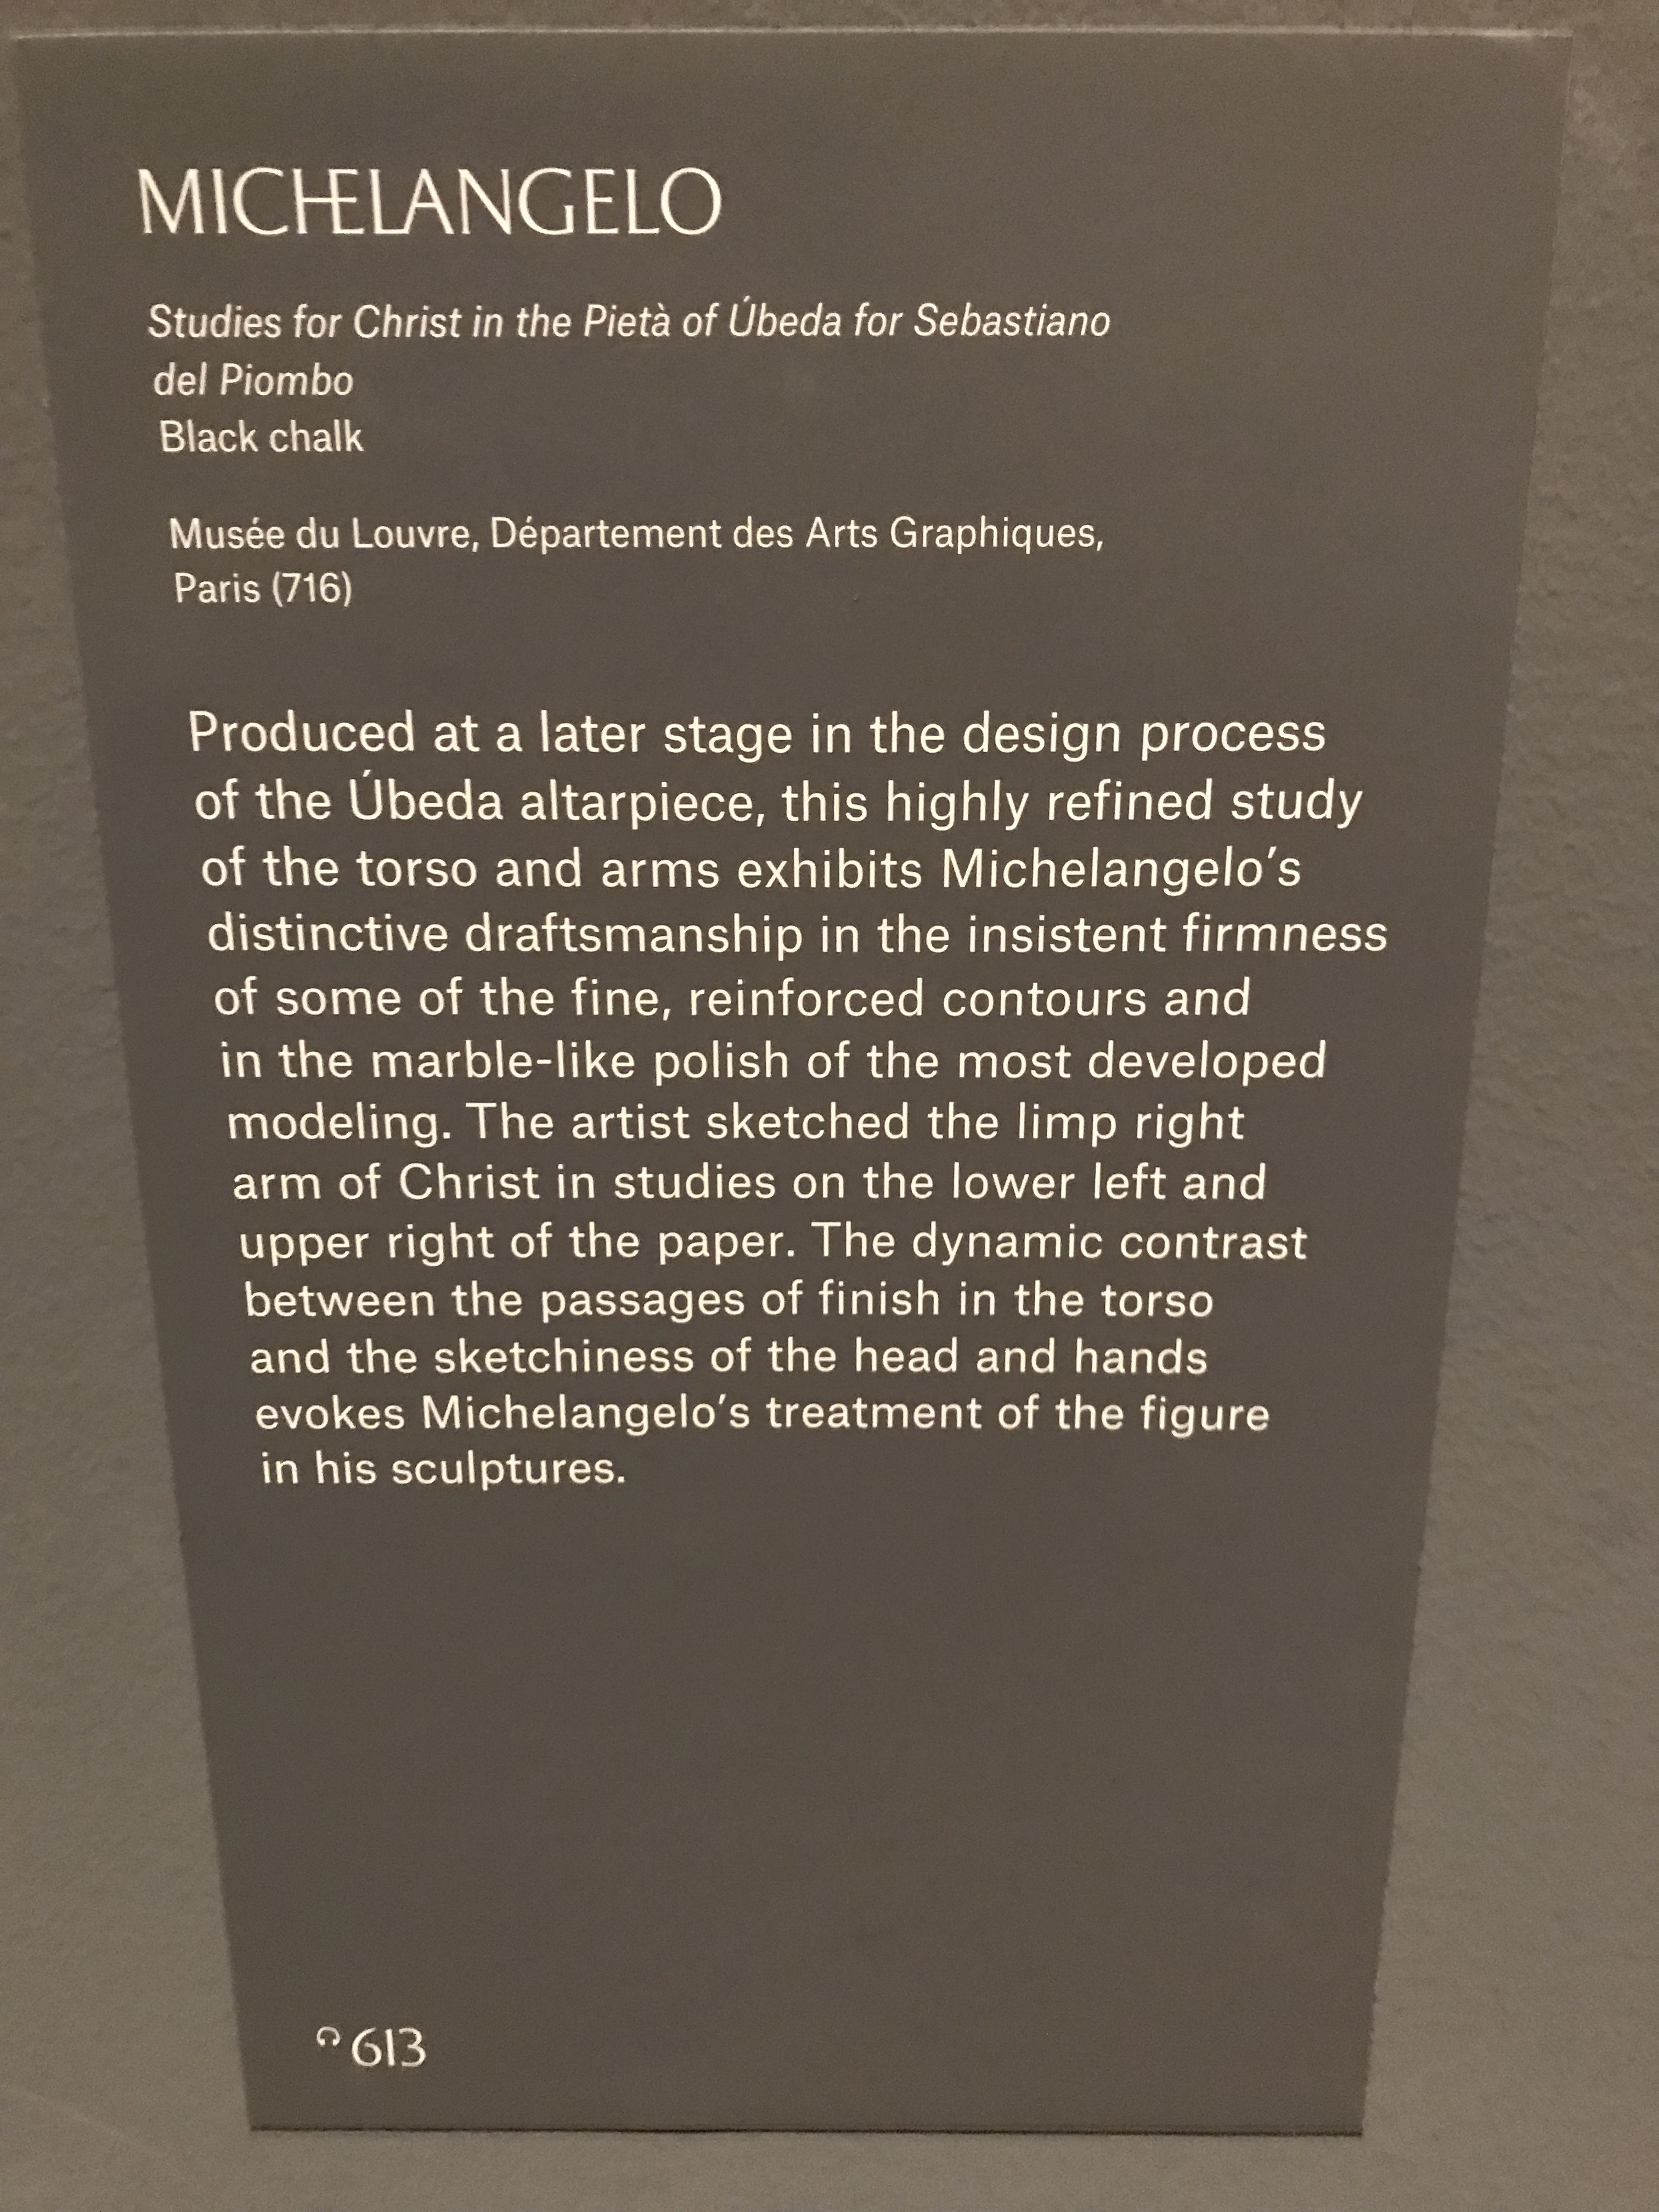 MICHELANGELO
Studies for Christ in the Pietà of Úbeda for Sebastiano
del Piombo
Black chalk
Musée du Louvre, Département des Arts Graphiques,
Paris (716)
Produced at a later stage in the design process
of the Úbeda altarpiece, this highly refined study
of the torso and arms exhibits Michelangelo’s
distinctive draftsmanship in the insistent firmness
of some of the fine, reinforced contours and
in the marble-like polish of the most developed
modeling. The artist sketched the limp right
arm of Christ in studies on the lower left and
upper right of the paper. The dynamic contrast
between the passages of finish in the torso
and the sketchiness of the head and hands
evokes Michelangelo’s treatment of the figure
in his sculptures.
613